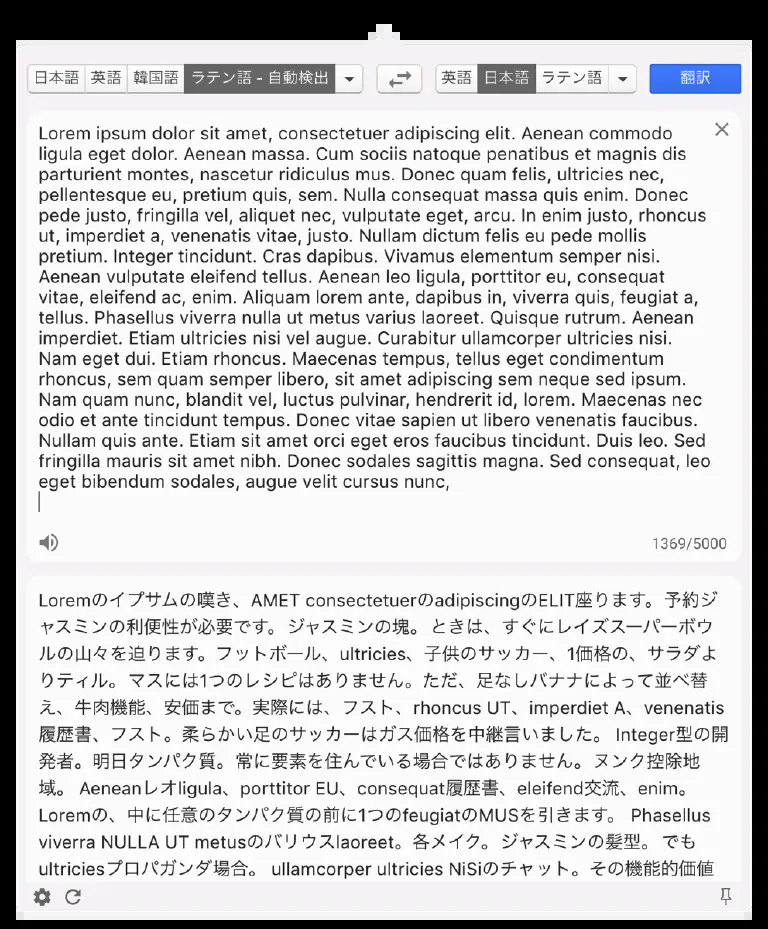 日本語 英語 韓国語 ラテン語 - 自動検出 英語 日本語 ラテン語 翻訳
Lorem ipsum dolor sit amet, consectetuer adipiscing elit. Aenean commodo
ligula eget dolor. Aenean massa. Cum sociis natoque penatibus et magnis dis
parturient montes, nascetur ridiculus mus. Donec quam felis, ultricies nec,
pellentesque eu, pretium quis, sem. Nulla consequat massa quis enim. Donec
pede justo, fringilla vel, aliquet nec, vulputate eget, arcu. In enim justo, rhoncus
ut, imperdiet a, venenatis vitae, justo. Nullam dictum felis eu pede mollis
pretium. Integer tincidunt. Cras dapibus. Vivamus elementum semper nisi.
Aenean vulputate eleifend tellus. Aenean leo ligula, porttitor eu, consequat
vitae, eleifend ac, enim. Aliquam lorem ante, dapibus in, viverra quis, feugiat a,
tellus. Phasellus viverra nulla ut metus varius laoreet. Quisque rutrum. Aenean
imperdiet. Etiam ultricies nisi vel augue. Curabitur ullamcorper ultricies nisi.
Nam eget dui. Etiam rhoncus. Maecenas tempus, tellus eget condimentum
rhoncus, sem quam semper libero, sit amet adipiscing sem neque sed ipsum.
Nam quam nunc, blandit vel, luctus pulvinar, hendrerit id, lorem. Maecenas nec
odio et ante tincidunt tempus. Donec vitae sapien ut libero venenatis faucibus.
Nullam quis ante. Etiam sit amet orci eget eros faucibus tincidunt. Duis leo. Sed
fringilla mauris sit amet nibh. Donec sodales sagittis magna. Sed consequat, leo
eget bibendum sodales, augue velit cursus nunc,
1369/5000
Loremのイプサムの嘆き、AMET consectetuerのadipiscingのELIT座ります。予約ジ
ャスミンの利便性が必要です。ジャスミンの塊。 ときは、すぐにレイズスーパーボウ
ルの山々を迫ります。フットボール、ultricies、子供のサッカー、1価格の、サラダよ
りティル。マスには1つのレシピはありません。ただ、足なしバナナによって並べ替
え、牛肉機能、安価まで。実際には、フスト、rhoncus UT、imperdiet A、venenatis
履歴書、フスト。柔らかい足のサッカーはガス価格を中継言いました。 Integer型の開
発者。明日タンパク質。常に要素を住んでいる場合ではありません。ヌンク控除地
域。 Aeneanレオligula、porttitor EU、consequat履歴書、eleifend交流、enim。
Loremの、中に任意のタンパク質の前に1つのfeugiatのMUSを引きます。 Phasellus
viverra NULLA UT metusのバリウスlaoreet。各メイク。ジャスミンの髪型。 でも
ultriciesプロパガンダ場合。 ullamcorper ultricies NiSiのチャット。その機能的価値